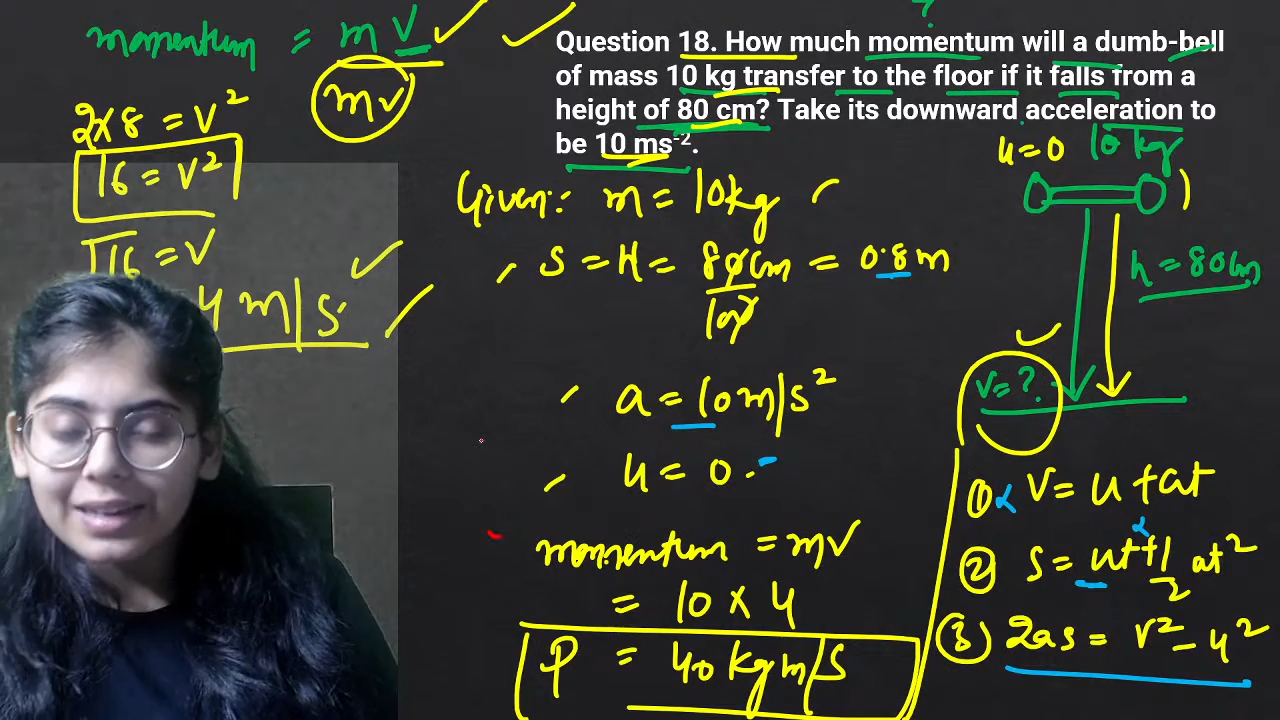 momentum = mv
mv
2x8 = v²
16 = v²
√16 = v
4 m/s
?
Question 18. How much momentum will a dumb-bell
of mass 10 kg transfer to the floor if it falls from a
height of 80 cm? Take its downward acceleration to
be 10 ms⁻².
Given:- m = 10kg
S = H = 80cm/100 = 0.8m
a = 10m/s²
u = 0
momentum = mv
= 10 x 4
P = 40 kgm/s
u=0 10 kg
h = 80cm
v=?
① v = u + at
② s = ut + 1/2 at²
③ 2as = v² - u²